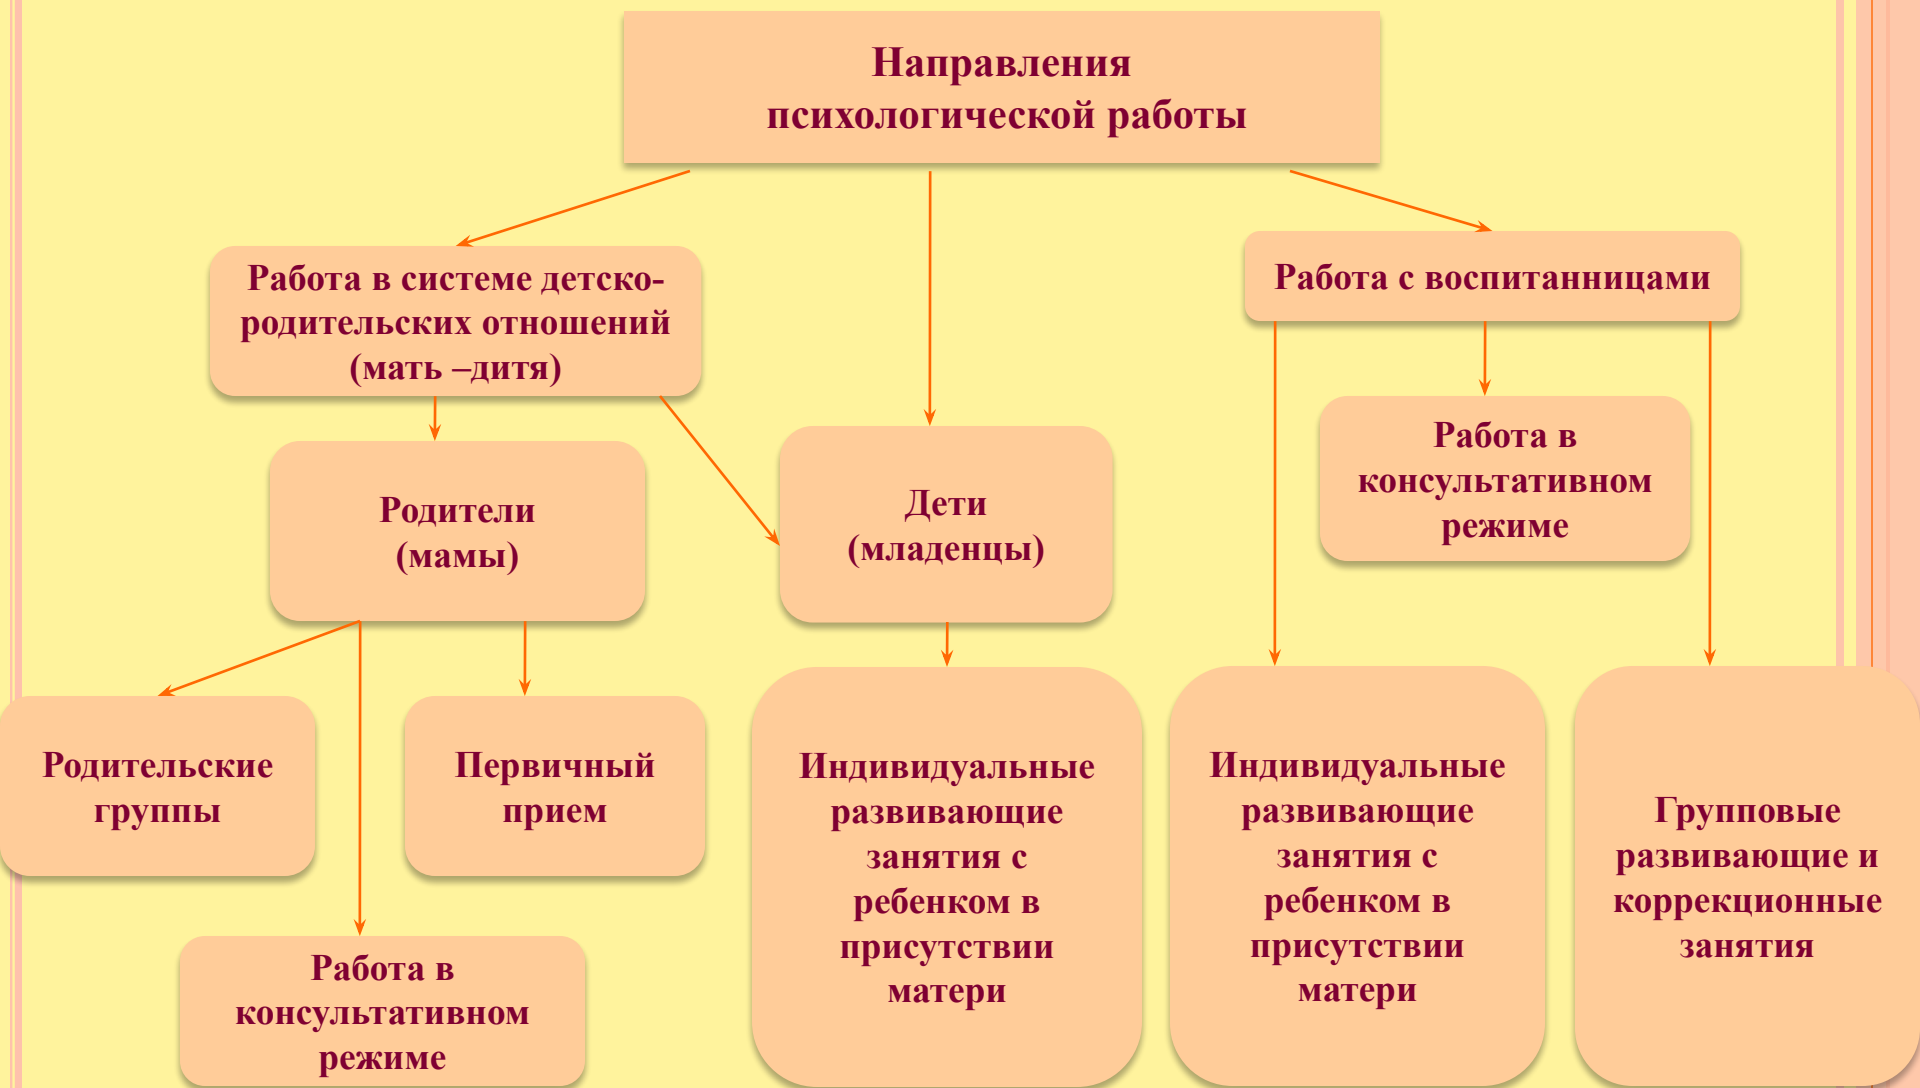 Направления
психологической работы
Работа в системе детско-
родительских отношений
(мать –дитя)
Работа с воспитанницами
Родители
(мамы)
Дети
(младенцы)
Работа в
консультативном
режиме
Родительские
группы
Первичный
прием
Работа в
консультативном
режиме
Индивидуальные
развивающие
занятия с
ребенком в
присутствии
матери
Индивидуальные
развивающие
занятия с
ребенком в
присутствии
матери
Групповые
развивающие и
коррекционные
занятия